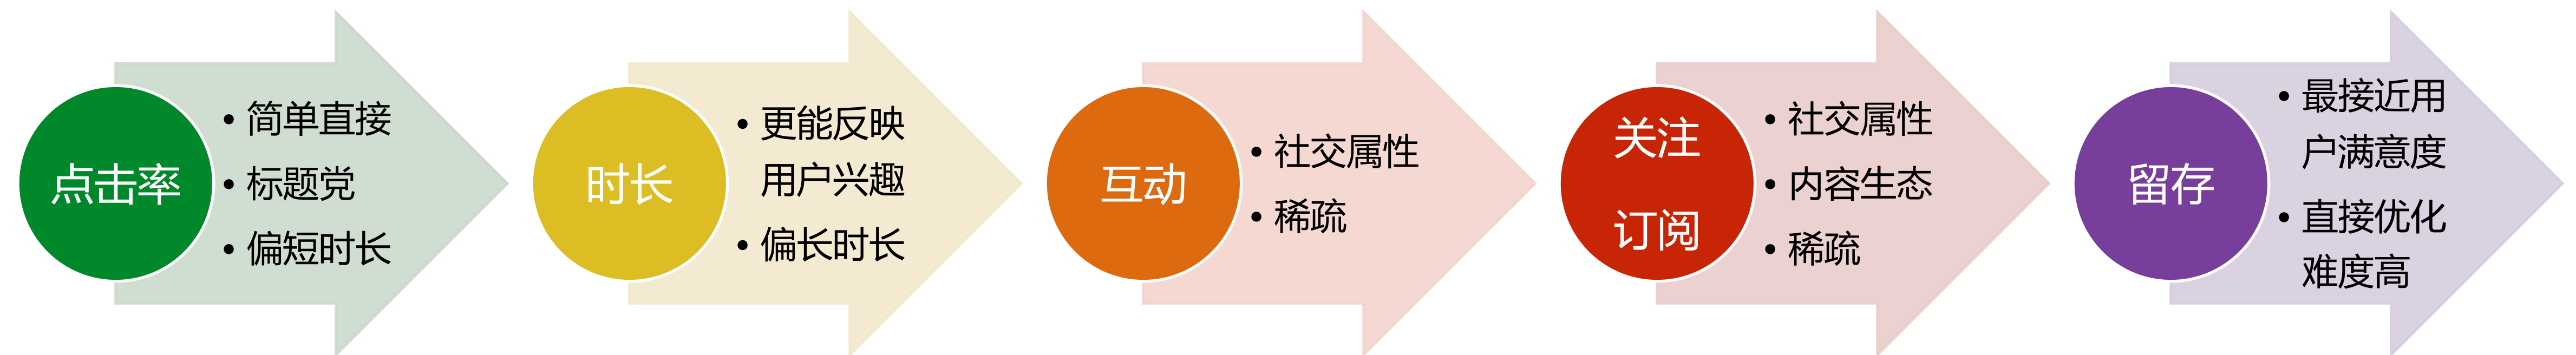 点击率
• 简单直接
• 标题党
• 偏短时长
时长
• 更能反映
用户兴趣
• 偏长时长
互动
• 社交属性
• 稀疏
关注
订阅
• 社交属性
• 内容生态
• 稀疏
留存
• 最接近用
户满意度
• 直接优化
难度高